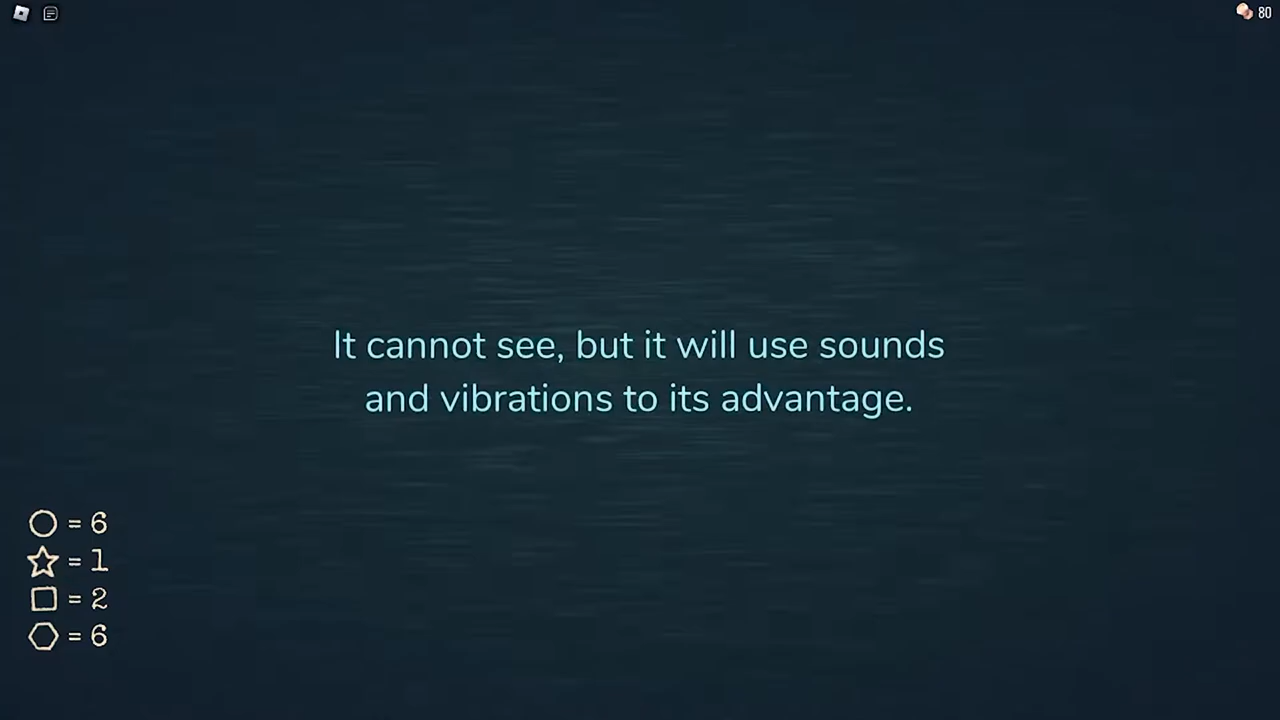 80
It cannot see, but it will use sounds
and vibrations to its advantage.
○ = 6
☆ = 1
□ = 2
⬡ = 6